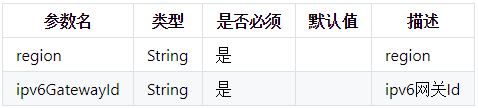 参数名 类型 是否必须 默认值 描述
region String 是 region
ipv6GatewayId String 是 ipv6网关Id